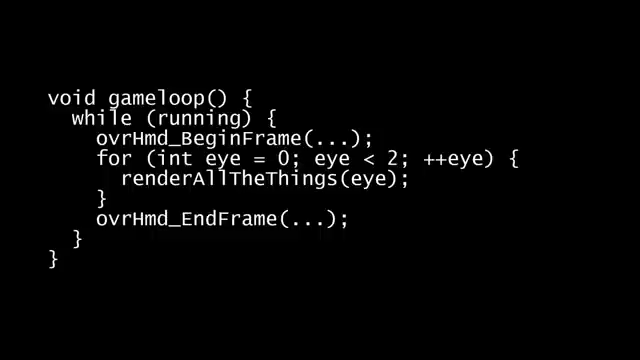 void gameloop() {
  while (running) {
    ovrHmd_BeginFrame(...);
    for (int eye = 0; eye < 2; ++eye) {
      renderAllTheThings(eye);
    }
    ovrHmd_EndFrame(...);
  }
}